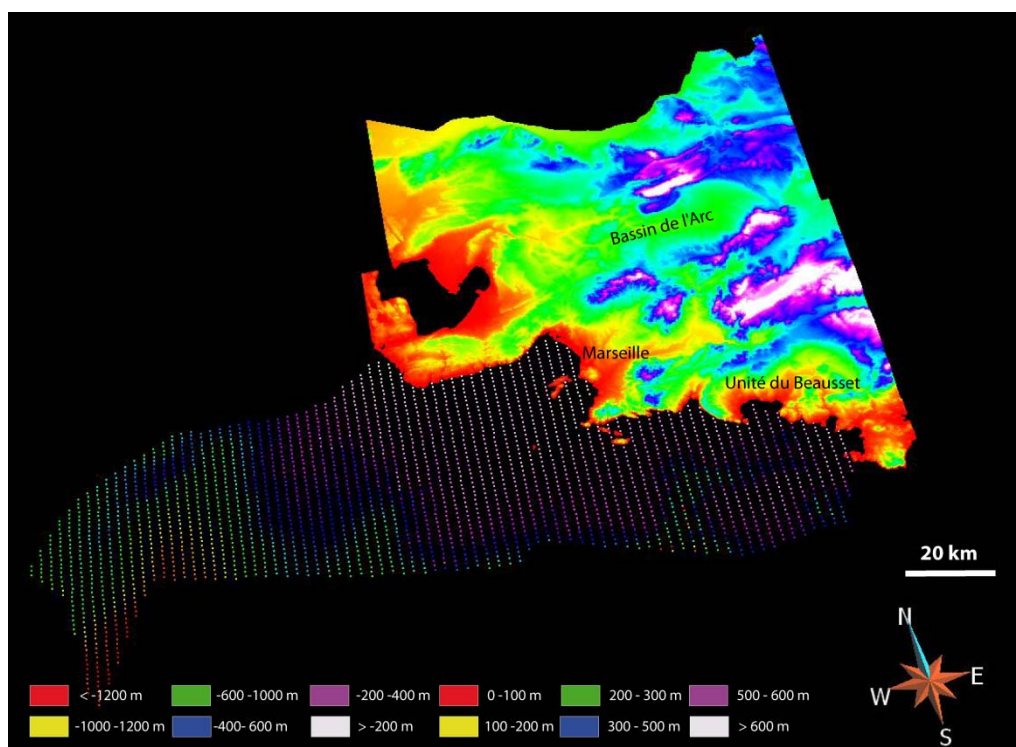 Bassin de l'Arc
Marseille
Unité du Beausset
20 km
N
E
W
S
< -1200 m
-600 -1000 m
-200 -400 m
0 -100 m
200 - 300 m
500 - 600 m
-1000 -1200 m
-400 - 600 m
> -200 m
100 -200 m
300 - 500 m
> 600 m